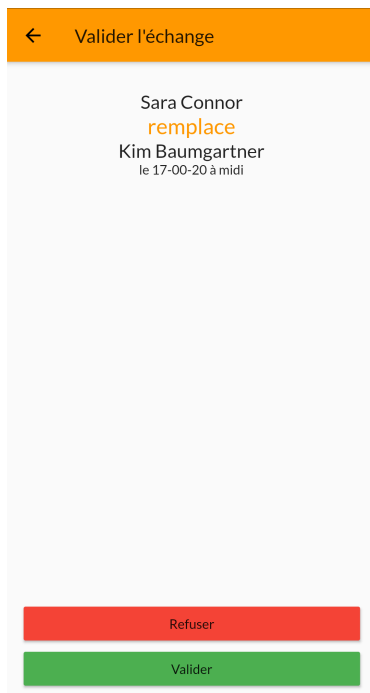 Valider l'échange
Sara Connor
remplace
Kim Baumgartner
le 17-00-20 à midi
Refuser
Valider